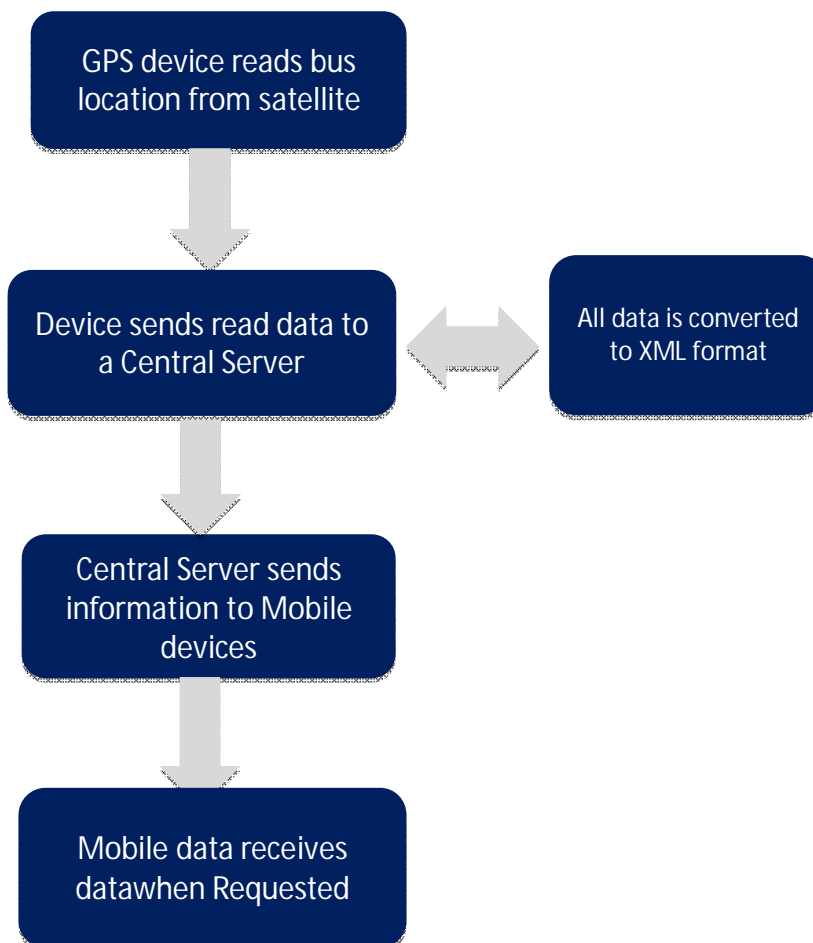 GPS device reads bus
location from satellite
Device sends read data to
a Central Server
All data is converted
to XML format
Central Server sends
information to Mobile
devices
Mobile data receives
datawhen Requested